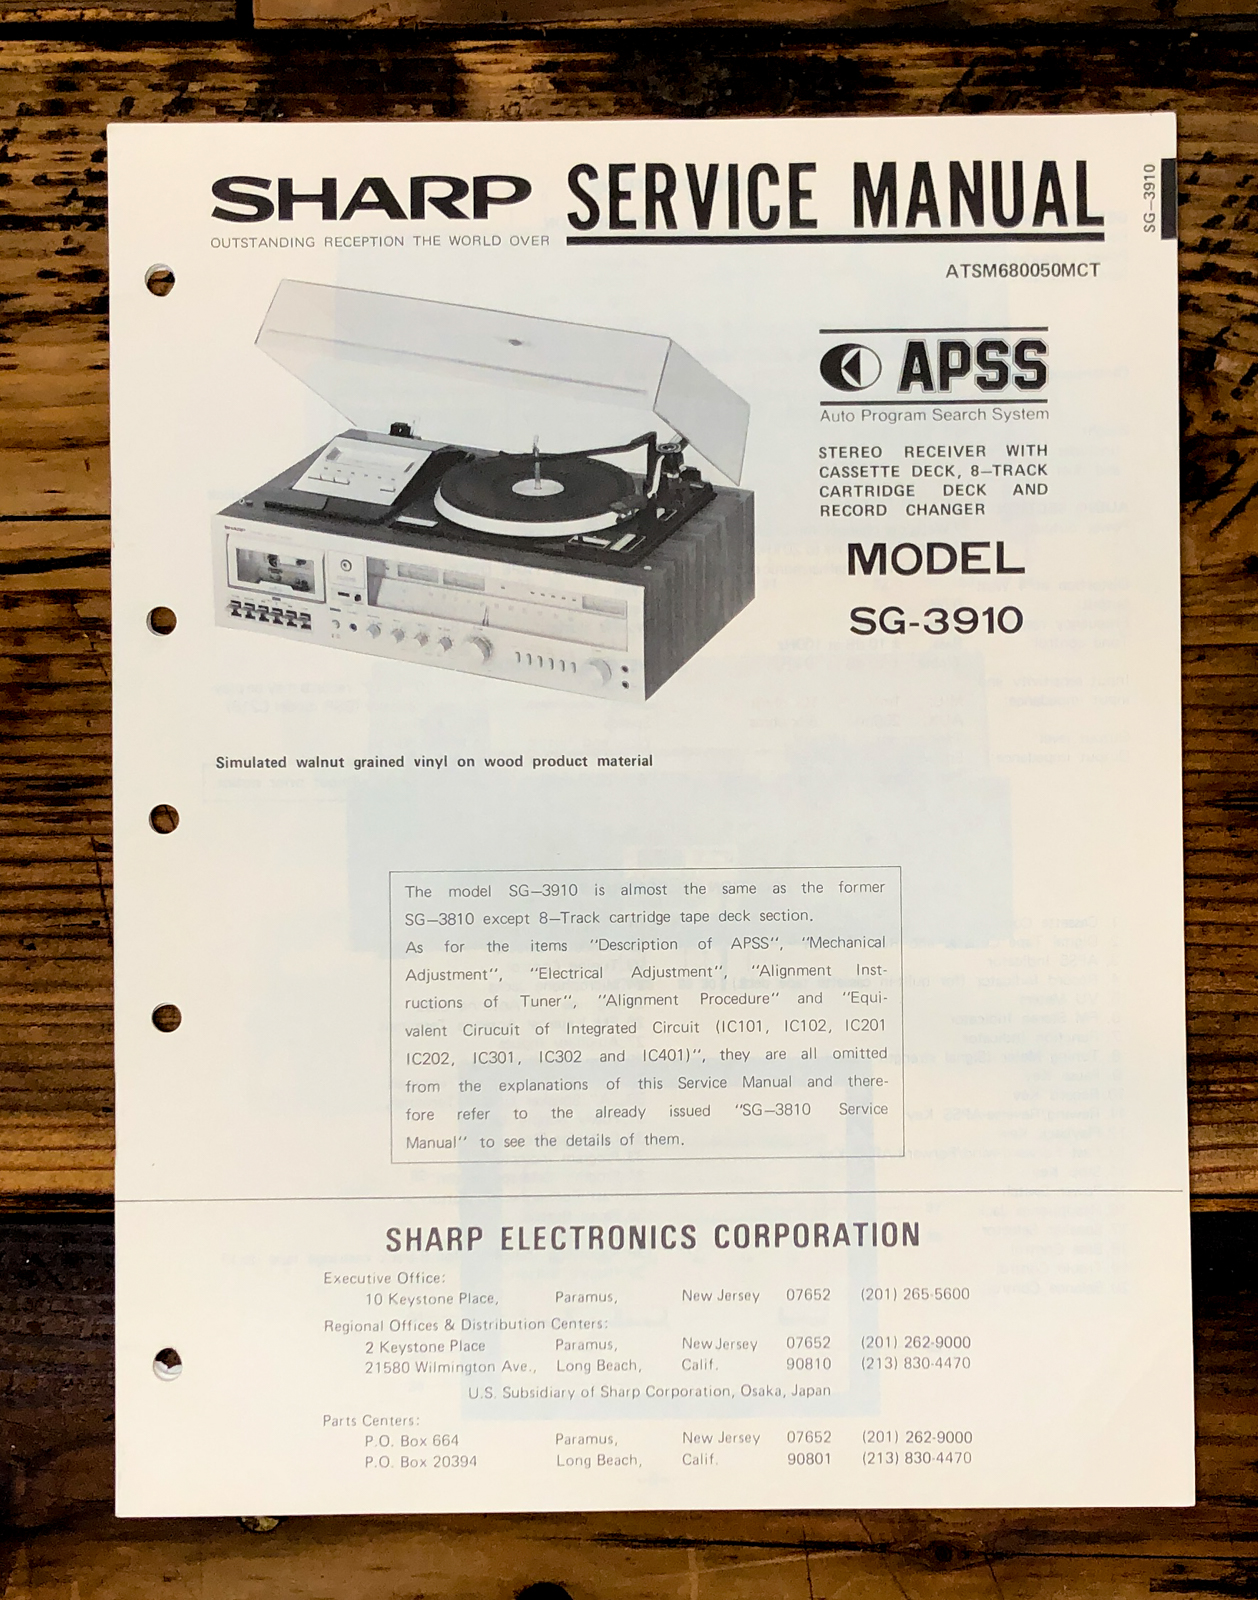 SHARP SERVICE MANUAL
OUTSTANDING RECEPTION THE WORLD OVER
SG–3910
ATSM680050MCT
APSS
Auto Program Search System
STEREO RECEIVER WITH
CASSETTE DECK, 8–TRACK
CARTRIDGE DECK AND
RECORD CHANGER
MODEL
SG-3910
SHARP
Simulated walnut grained vinyl on wood product material
The model SG–3910 is almost the same as the former
SG–3810 except 8–Track cartridge tape deck section.
As for the items "Description of APSS", "Mechanical
Adjustment", "Electrical Adjustment", "Alignment Inst-
ructions of Tuner", "Alignment Procedure" and "Equi-
valent Cirucuit of Integrated Circuit (IC101, IC102, IC201
IC202, IC301, IC302 and IC401)", they are all omitted
from the explanations of this Service Manual and there-
fore refer to the already issued "SG–3810 Service
Manual" to see the details of them.
SHARP ELECTRONICS CORPORATION
Executive Office:
10 Keystone Place, Paramus, New Jersey 07652 (201) 265-5600
Regional Offices & Distribution Centers:
2 Keystone Place Paramus, New Jersey 07652 (201) 262-9000
21580 Wilmington Ave., Long Beach, Calif. 90810 (213) 830-4470
U.S. Subsidiary of Sharp Corporation, Osaka, Japan
Parts Centers:
P.O. Box 664 Paramus, New Jersey 07652 (201) 262-9000
P.O. Box 20394 Long Beach, Calif. 90801 (213) 830-4470